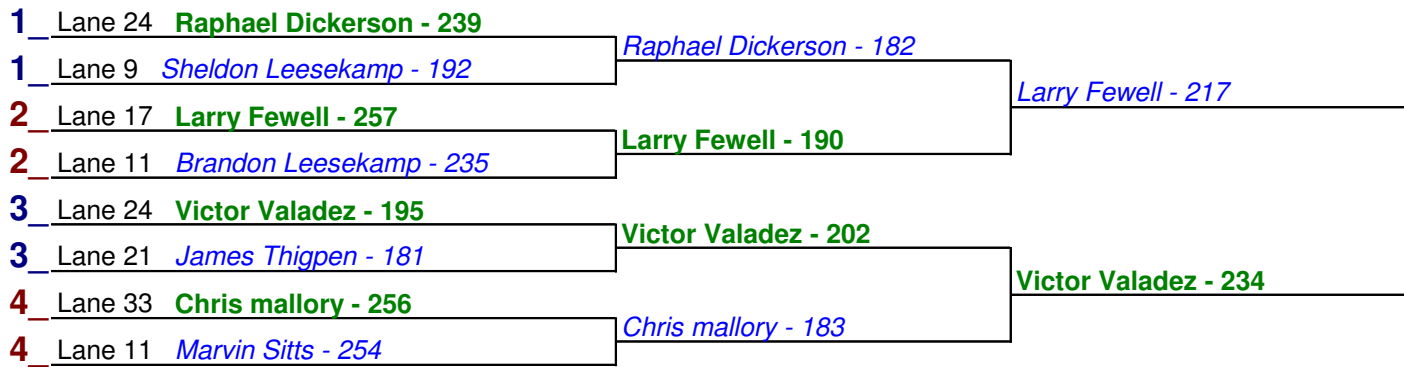 1_ Lane 24 Raphael Dickerson - 239
1_ Lane 9 Sheldon Leesekamp - 192
2_ Lane 17 Larry Fewell - 257
2_ Lane 11 Brandon Leesekamp - 235
3_ Lane 24 Victor Valadez - 195
3_ Lane 21 James Thigpen - 181
4_ Lane 33 Chris mallory - 256
4_ Lane 11 Marvin Sitts - 254
Raphael Dickerson - 182
Larry Fewell - 190
Victor Valadez - 202
Chris mallory - 183
Larry Fewell - 217
Victor Valadez - 234